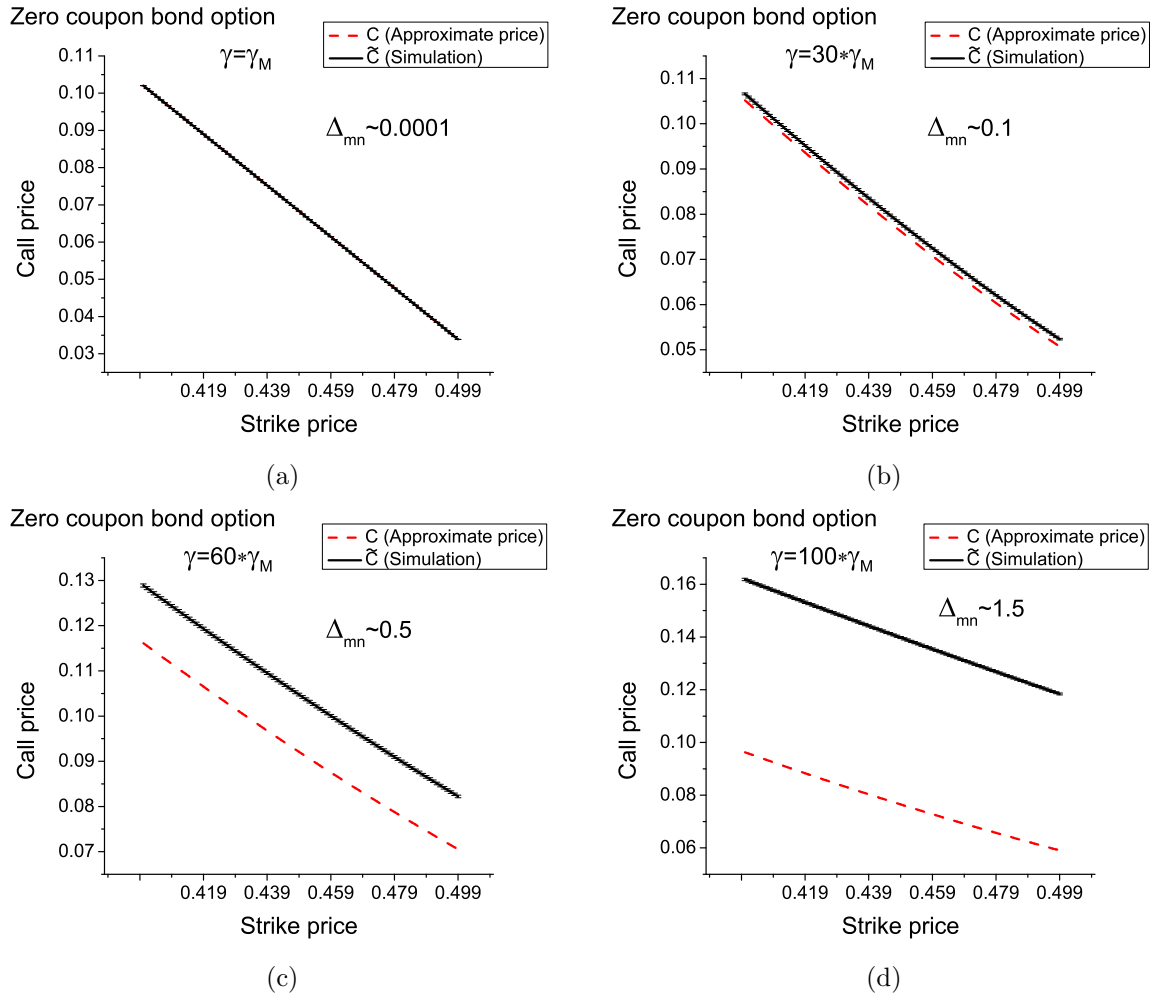 Zero coupon bond option
C (Approximate price)
C̃ (Simulation)
γ=γ_M
Δ_mn~0.0001
0.10
0.09
0.08
0.07
0.06
0.05
0.04
0.03
Call price
0.419 0.439 0.459 0.479 0.499
Strike price
(a)
Zero coupon bond option
C (Approximate price)
C̃ (Simulation)
γ=30*γ_M
Δ_mn~0.1
0.11
0.10
0.09
0.08
0.07
0.06
0.05
Call price
0.419 0.439 0.459 0.479 0.499
Strike price
(b)
Zero coupon bond option
C (Approximate price)
C̃ (Simulation)
γ=60*γ_M
Δ_mn~0.5
0.13
0.12
0.11
0.10
0.09
0.08
0.07
Call price
0.419 0.439 0.459 0.479 0.499
Strike price
(c)
Zero coupon bond option
C (Approximate price)
C̃ (Simulation)
γ=100*γ_M
Δ_mn~1.5
0.16
0.14
0.12
0.10
0.08
0.06
Call price
0.419 0.439 0.459 0.479 0.499
Strike price
(d)